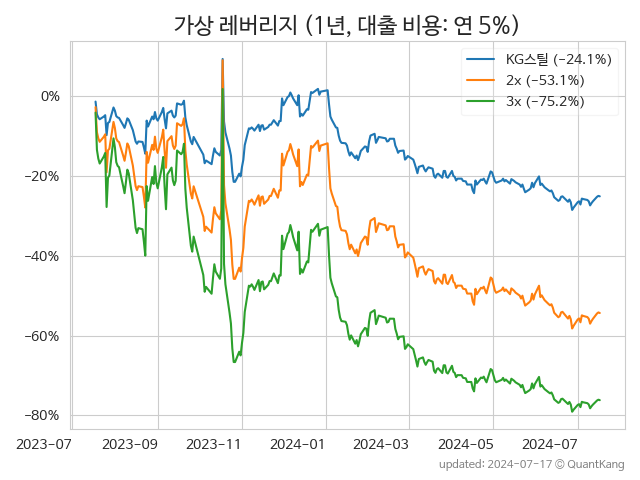 가상 레버리지 (1년, 대출 비용: 연 5%)
KG스틸 (−24.1%)
2x (−53.1%)
3x (−75.2%)
0%
−20%
−40%
−60%
−80%
2023−07 2023−09 2023−11 2024−01 2024−03 2024−05 2024−07
updated: 2024−07−17 © QuantKang